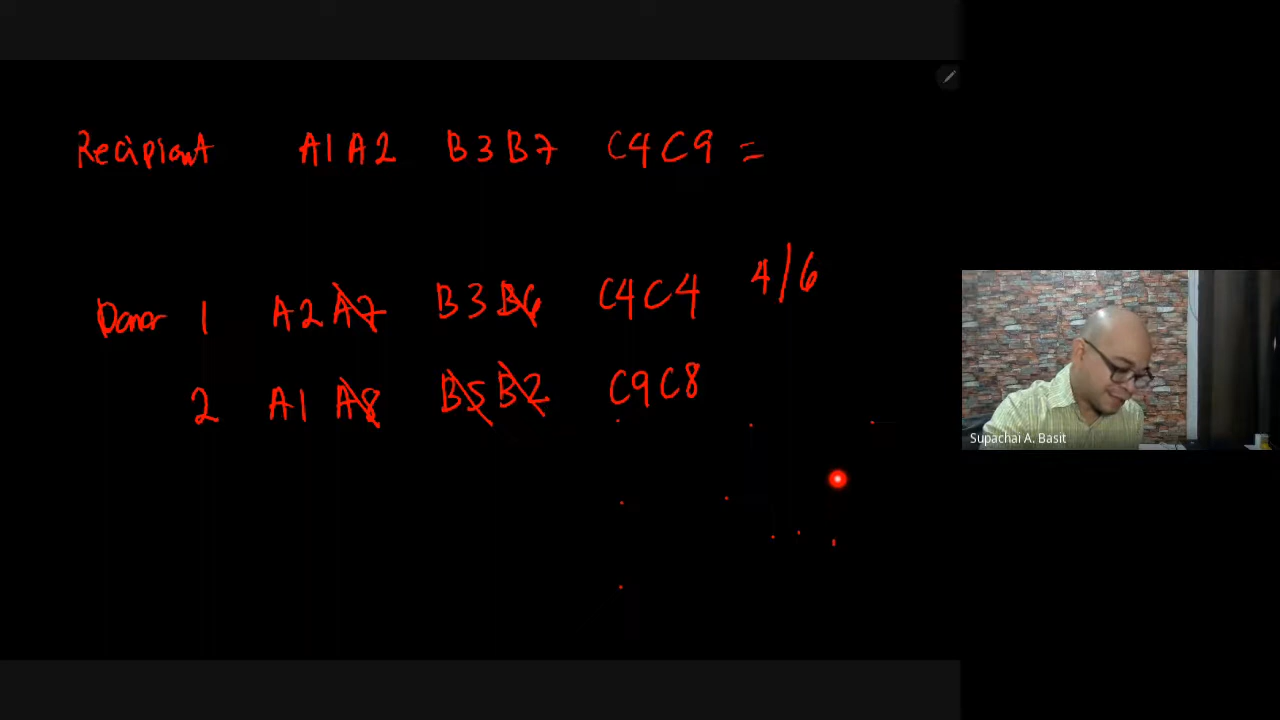 Recipient A1 A2 B3 B7 C4 C9 =
Donor 1 A2 A7 B3 B6 C4 C4 4/6
2 A1 A8 B5 B2 C9 C8
Supachai A. Basit